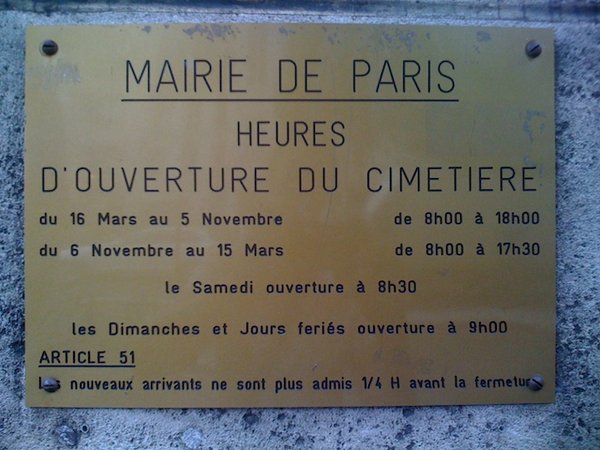 MAIRIE DE PARIS
HEURES
D'OUVERTURE DU CIMETIERE
du 16 Mars au 5 Novembre de 8h00 à 18h00
du 6 Novembre au 15 Mars de 8h00 à 17h30
le Samedi ouverture à 8h30
les Dimanches et Jours feriés ouverture à 9h00
ARTICLE 51
Les nouveaux arrivants ne sont plus admis 1/4 H avant la fermeture